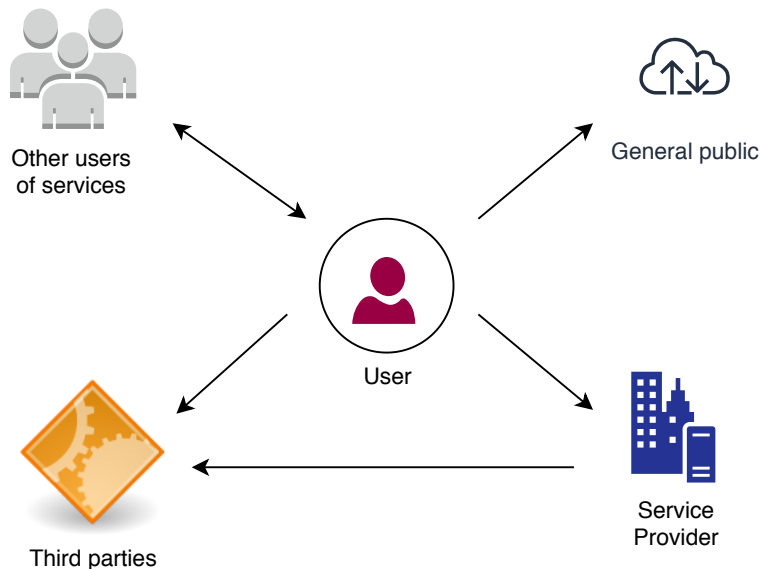 Other users
of services
General public
User
Service
Provider
Third parties